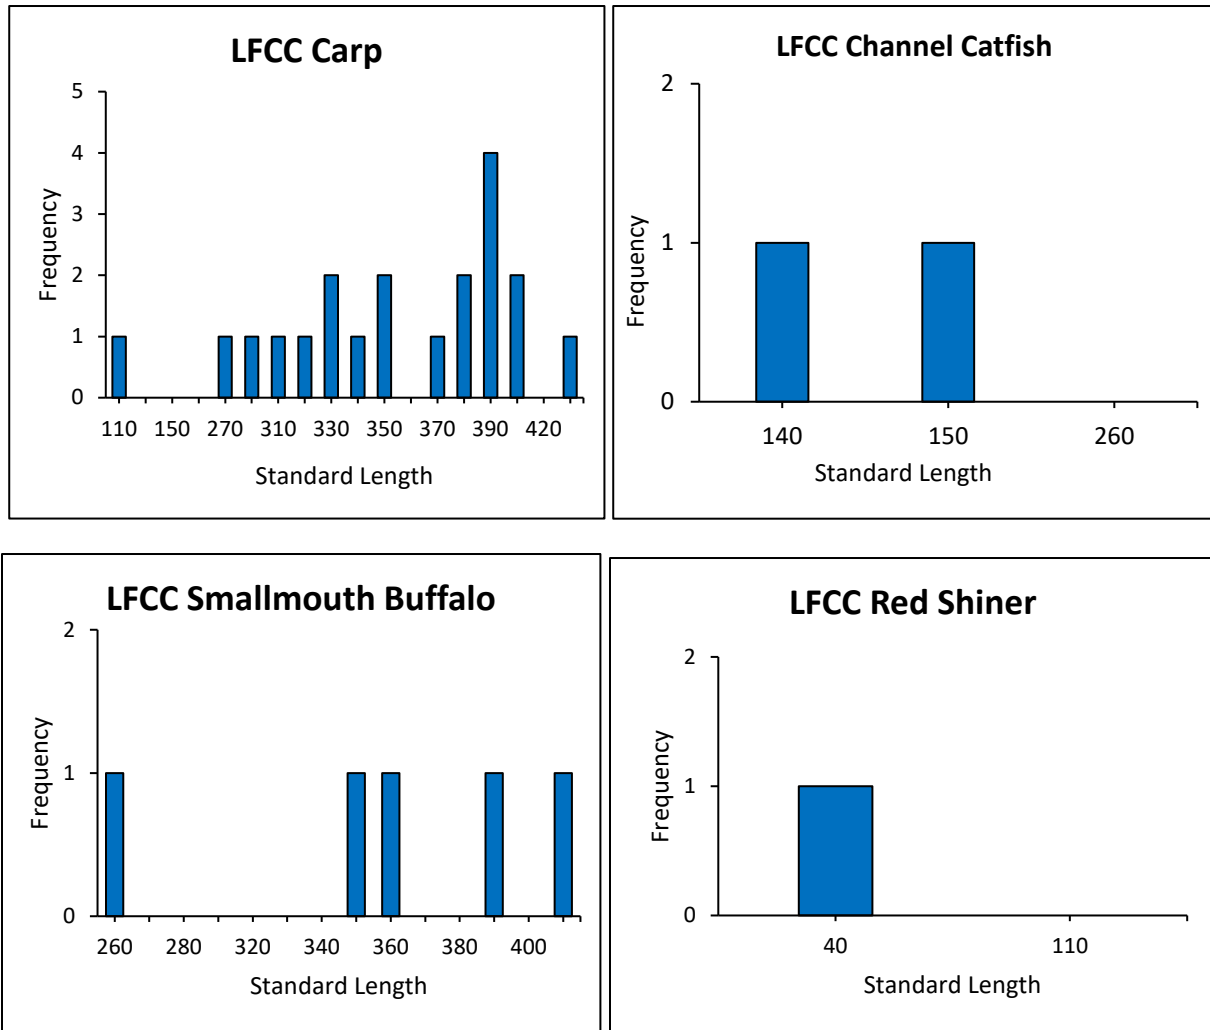 LFCC Carp
5
4
3
2
1
0
Frequency
110 150 270 310 330 350 370 390 420
Standard Length
LFCC Channel Catfish
2
1
0
Frequency
140 150 260
Standard Length
LFCC Smallmouth Buffalo
2
1
0
Frequency
260 280 320 340 350 360 380 400
Standard Length
LFCC Red Shiner
2
1
0
Frequency
40 110
Standard Length